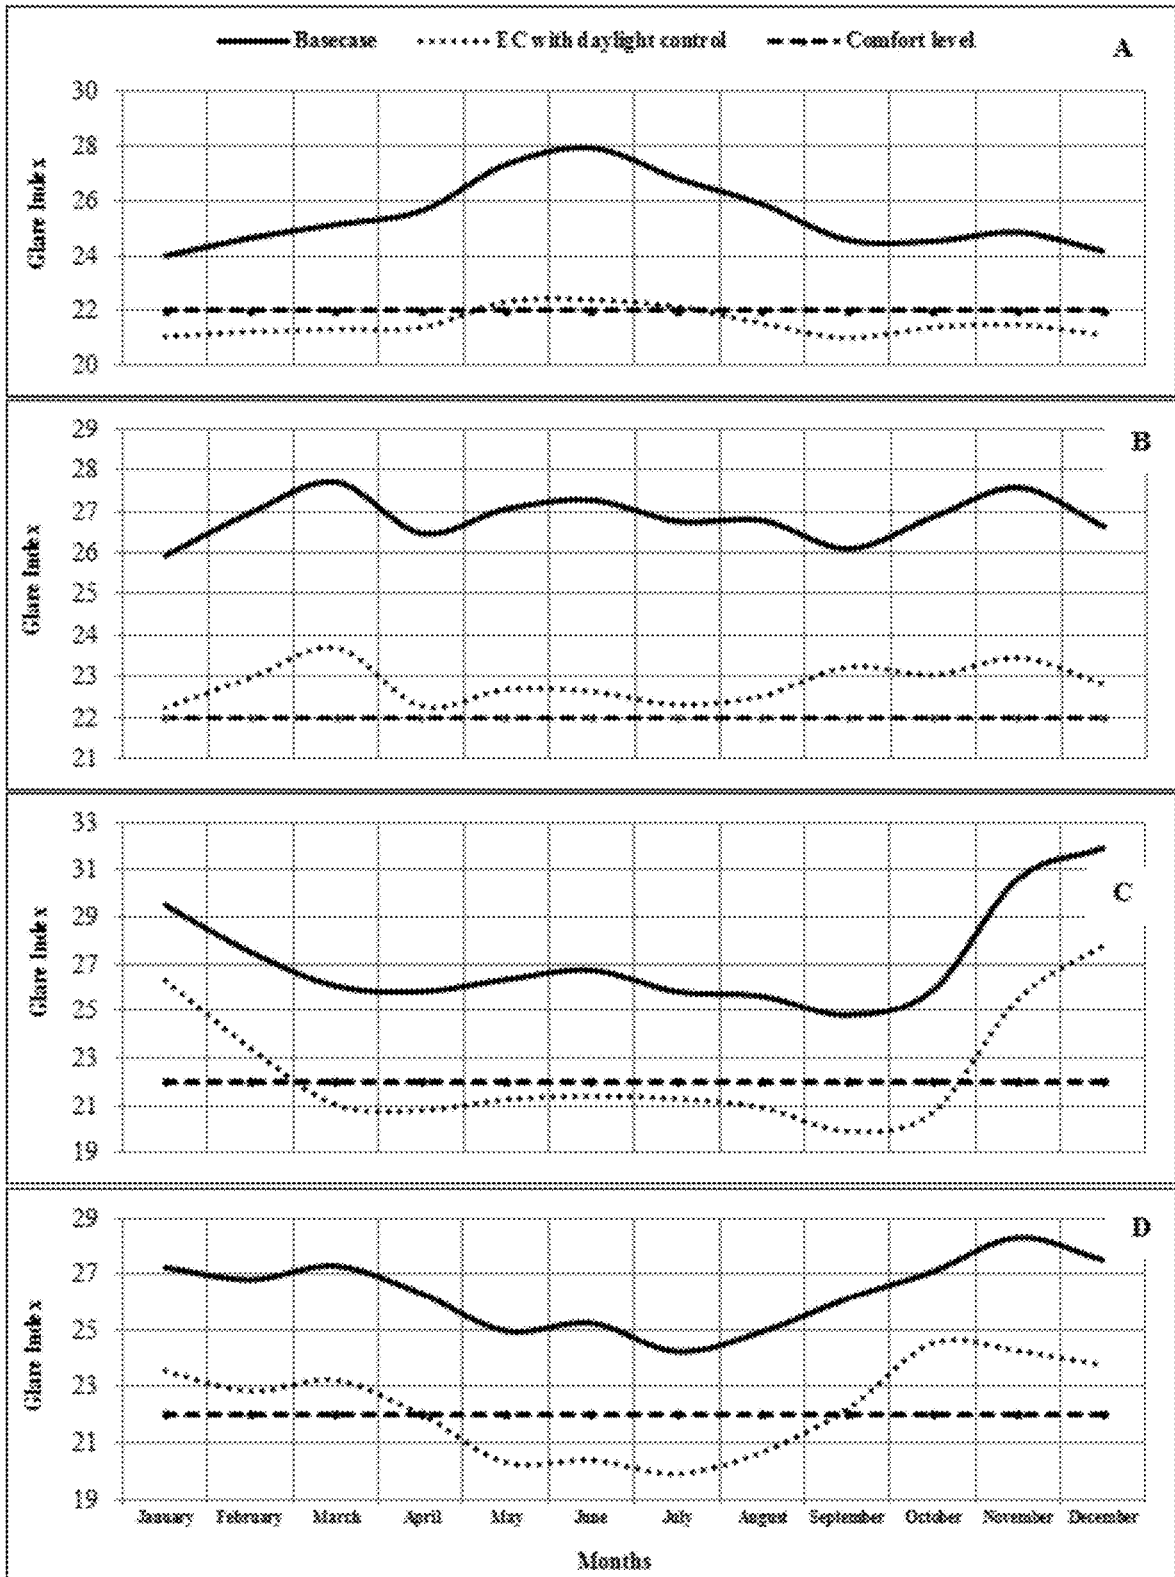 Basecase EC with daylight control Comfort level
A
30
28
26
24
22
20
Glare Index
B
29
28
27
26
25
24
23
22
21
Glare Index
C
33
31
29
27
25
23
21
19
Glare Index
D
29
27
25
23
21
19
Glare Index
January February March April May June July August September October November December
Months